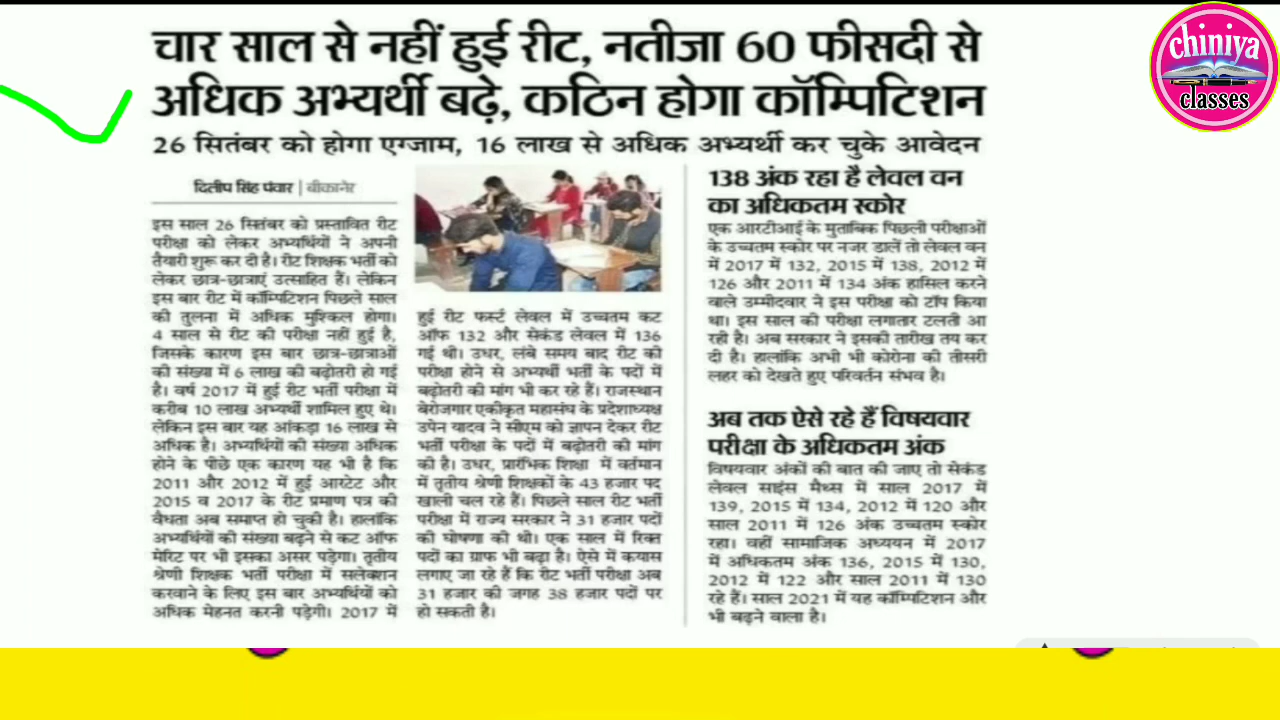 चार साल से नहीं हुई रीट, नतीजा 60 फीसदी से
अधिक अभ्यर्थी बढ़े, कठिन होगा कॉम्पिटिशन
26 सितंबर को होगा एग्जाम, 16 लाख से अधिक अभ्यर्थी कर चुके आवेदन
दिलीप सिंह पंवार | बीकानेर
इस साल 26 सितंबर को प्रस्तावित रीट
परीक्षा को लेकर अभ्यर्थियों ने अपनी
तैयारी शुरू कर दी है। रीट शिक्षक भर्ती को
लेकर छात्र-छात्राएं उत्साहित हैं। लेकिन
इस बार रीट में कॉम्पिटिशन पिछले साल
की तुलना में अधिक मुश्किल होगा।
4 साल से रीट की परीक्षा नहीं हुई है,
जिसके कारण इस बार छात्र-छात्राओं
की संख्या में 6 लाख की बढ़ोतरी हो गई
है। वर्ष 2017 में हुई रीट भर्ती परीक्षा में
करीब 10 लाख अभ्यर्थी शामिल हुए थे।
लेकिन इस बार यह आंकड़ा 16 लाख से
अधिक है। अभ्यर्थियों की संख्या अधिक
होने के पीछे एक कारण यह भी है कि
2011 और 2012 में हुई आरटेट और
2015 व 2017 के रीट प्रमाण पत्र की
वैधता अब समाप्त हो चुकी है। हालांकि
अभ्यर्थियों की संख्या बढ़ने से कट ऑफ
मेरिट पर भी इसका असर पड़ेगा। तृतीय
श्रेणी शिक्षक भर्ती परीक्षा में सलेक्शन
करवाने के लिए इस बार अभ्यर्थियों को
अधिक मेहनत करनी पड़ेगी। 2017 में
हुई रीट फर्स्ट लेवल में उच्चतम कट
ऑफ 132 और सेकंड लेवल में 136
गई थी। उधर, लंबे समय बाद रीट की
परीक्षा होने से अभ्यर्थी भर्ती के पदों में
बढ़ोतरी की मांग भी कर रहे हैं। राजस्थान
बेरोजगार एकीकृत महासंघ के प्रदेशाध्यक्ष
उपेन यादव ने सीएम को ज्ञापन देकर रीट
भर्ती परीक्षा के पदों में बढ़ोतरी की मांग
की है। उधर, प्रारंभिक शिक्षा में वर्तमान
में तृतीय श्रेणी शिक्षकों के 43 हजार पद
खाली चल रहे हैं। पिछले साल रीट भर्ती
परीक्षा में राज्य सरकार ने 31 हजार पदों
की घोषणा की थी। एक साल में रिक्त
पदों का ग्राफ भी बढ़ा है। ऐसे में कयास
लगाए जा रहे हैं कि रीट भर्ती परीक्षा अब
31 हजार की जगह 38 हजार पदों पर
हो सकती है।
138 अंक रहा है लेवल वन
का अधिकतम स्कोर
एक आरटीआई के मुताबिक पिछली परीक्षाओं
के उच्चतम स्कोर पर नजर डालें तो लेवल वन
में 2017 में 132, 2015 में 138, 2012 में
126 और 2011 में 134 अंक हासिल करने
वाले उम्मीदवार ने इस परीक्षा को टॉप किया
था। इस साल की परीक्षा लगातार टलती आ
रही है। अब सरकार ने इसकी तारीख तय कर
दी है। हालांकि अभी भी कोरोना की तीसरी
लहर को देखते हुए परिवर्तन संभव है।
अब तक ऐसे रहे हैं विषयवार
परीक्षा के अधिकतम अंक
विषयवार अंकों की बात की जाए तो सेकंड
लेवल साइंस मैथ्स में साल 2017 में
139, 2015 में 134, 2012 में 120 और
साल 2011 में 126 अंक उच्चतम स्कोर
रहा। वहीं सामाजिक अध्ययन में 2017
में अधिकतम अंक 136, 2015 में 130,
2012 में 122 और साल 2011 में 130
रहे हैं। साल 2021 में यह कॉम्पिटिशन और
भी बढ़ने वाला है।
chiniya
classes